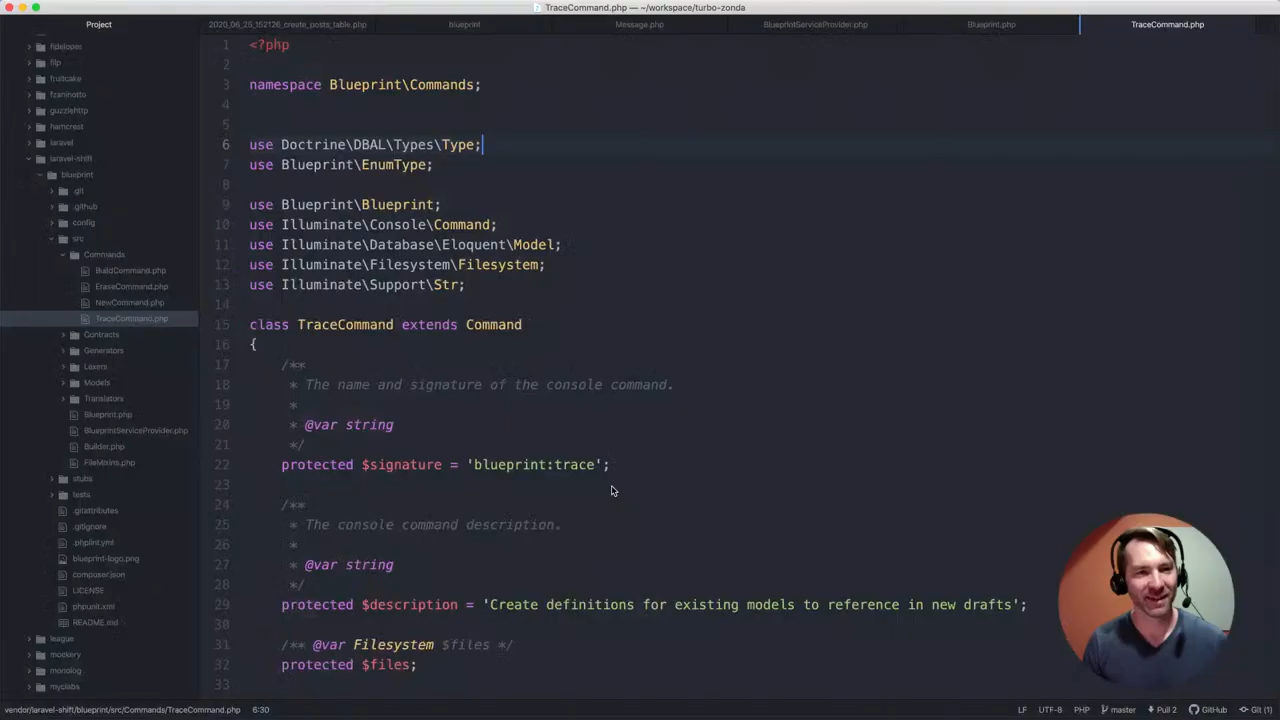 TraceCommand.php — ~/workspace/turbo-zonda
Project
2020_06_25_152126_create_posts_table.php
blueprint
Message.php
BlueprintServiceProvider.php
Blueprint.php
TraceCommand.php
fideloper
filp
fruitcake
fzaninotto
guzzlehttp
hamcrest
laravel
laravel-shift
blueprint
.git
.github
config
src
Commands
BuildCommand.php
EraseCommand.php
NewCommand.php
TraceCommand.php
Contracts
Generators
Lexers
Models
Translators
Blueprint.php
BlueprintServiceProvider.php
Builder.php
FileMixins.php
stubs
tests
.gitattributes
.gitignore
.phplint.yml
blueprint-logo.png
composer.json
LICENSE
phpunit.xml
README.md
league
mockery
monolog
myclabs
1 <?php
2
3 namespace Blueprint\Commands;
4
5
6 use Doctrine\DBAL\Types\Type;
7 use Blueprint\EnumType;
8
9 use Blueprint\Blueprint;
10 use Illuminate\Console\Command;
11 use Illuminate\Database\Eloquent\Model;
12 use Illuminate\Filesystem\Filesystem;
13 use Illuminate\Support\Str;
14
15 class TraceCommand extends Command
16 {
17 /**
18 * The name and signature of the console command.
19 *
20 * @var string
21 */
22 protected $signature = 'blueprint:trace';
23
24 /**
25 * The console command description.
26 *
27 * @var string
28 */
29 protected $description = 'Create definitions for existing models to reference in new drafts';
30
31 /** @var Filesystem $files */
32 protected $files;
33
vendor/laravel-shift/blueprint/src/Commands/TraceCommand.php 6:30 LF UTF-8 PHP master Pull 2 GitHub Git (1)